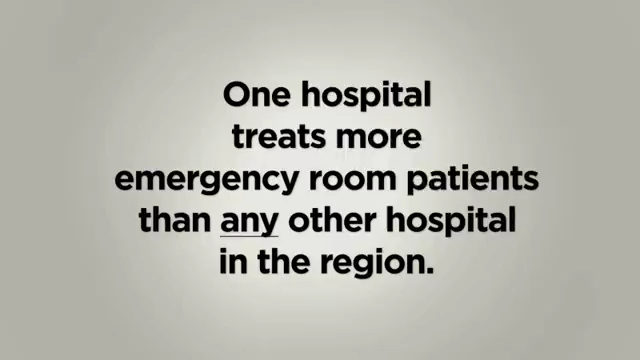 One hospital
treats more
emergency room patients
than any other hospital
in the region.